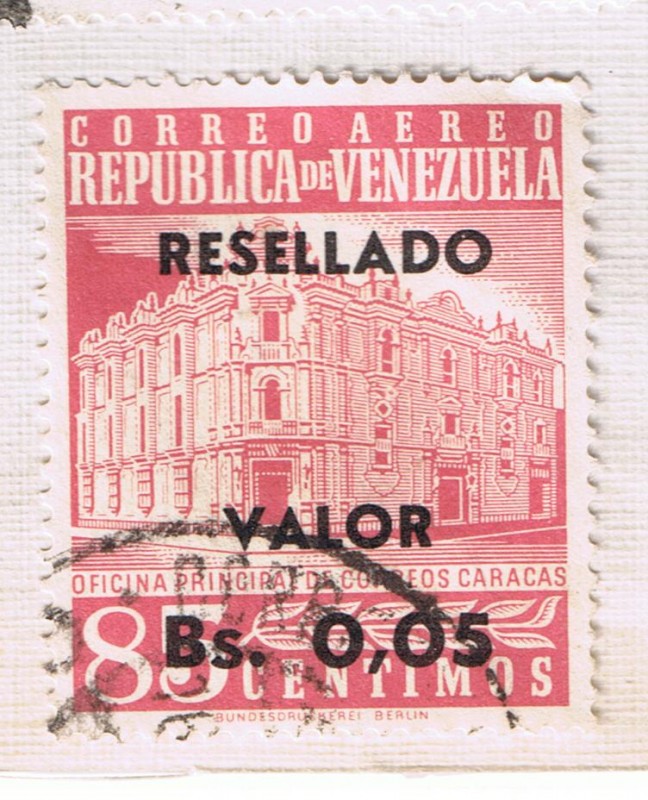 CORREO AEREO
REPUBLICA DE VENEZUELA
RESELLADO
VALOR
OFICINA PRINCIPAL DE CORREOS CARACAS
85 Bs. 0,05
CENTIMOS
BUNDESDRUCKEREI BERLIN